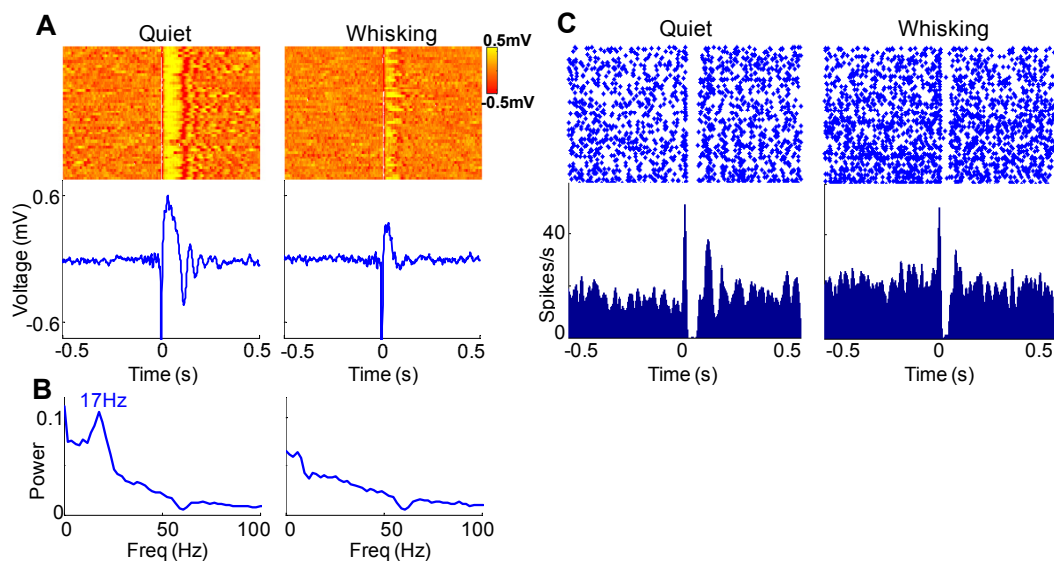 A
Quiet
Whisking
0.5mV
-0.5mV
0.6
-0.6
Voltage (mV)
-0.5
0
0.5
Time (s)
-0.5
0
0.5
Time (s)
B
17Hz
0.1
0
Power
0
50
100
Freq (Hz)
0
50
100
Freq (Hz)
C
Quiet
Whisking
40
0
Spikes/s
-0.5
0
0.5
Time (s)
-0.5
0
0.5
Time (s)